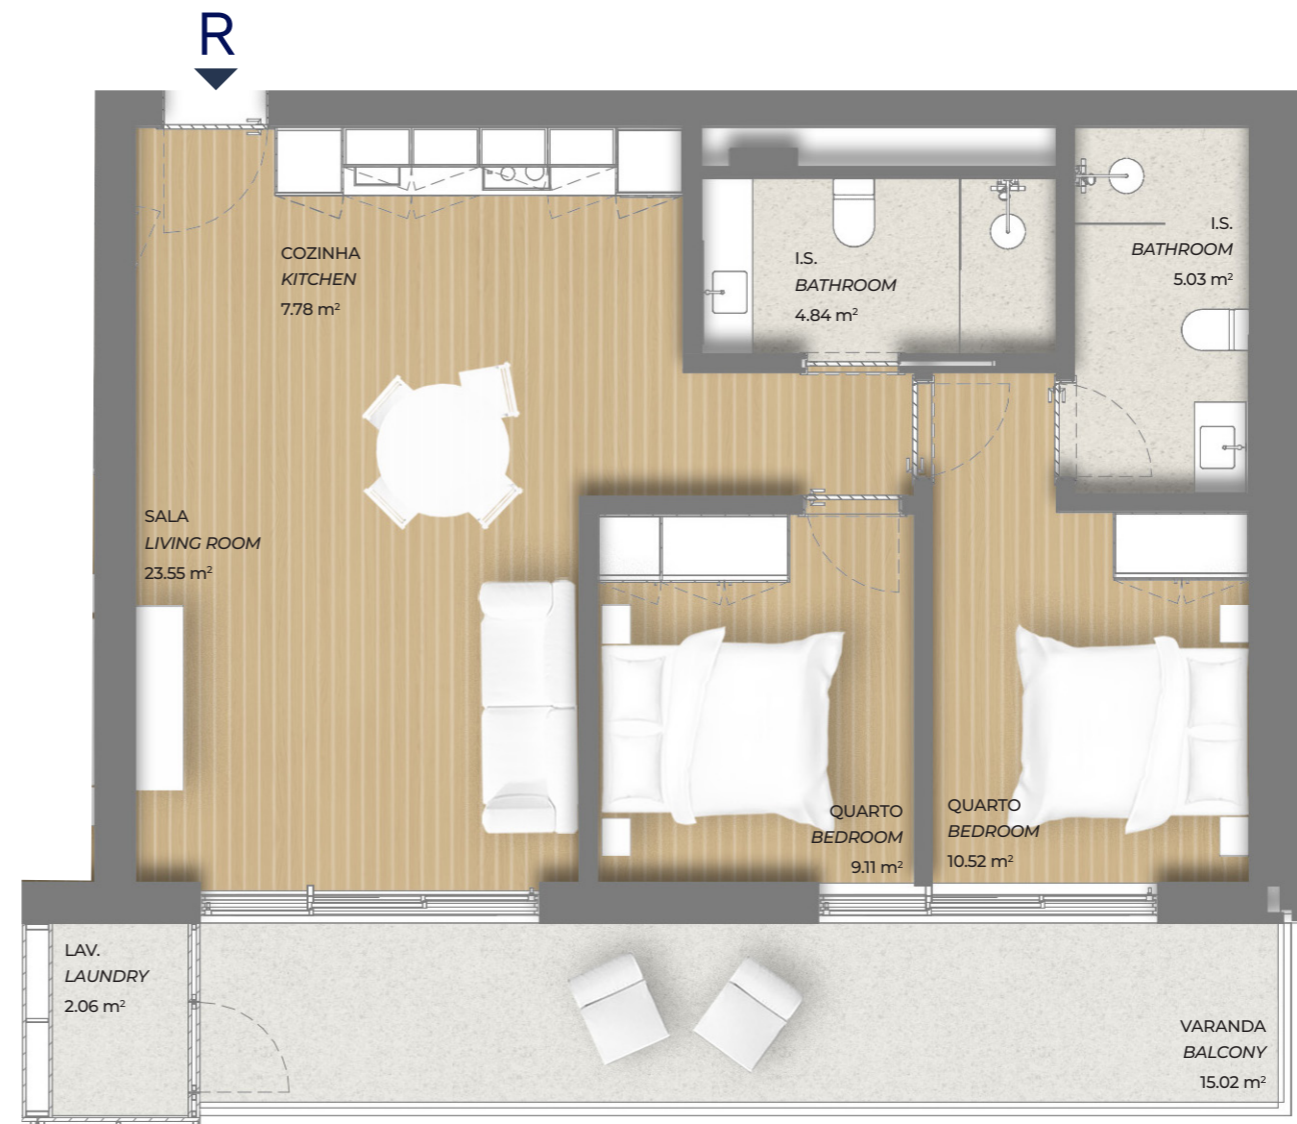 R
COZINHA
KITCHEN
7.78 m²
I.S.
BATHROOM
4.84 m²
I.S.
BATHROOM
5.03 m²
SALA
LIVING ROOM
23.55 m²
QUARTO
BEDROOM
9.11 m²
QUARTO
BEDROOM
10.52 m²
LAV.
LAUNDRY
2.06 m²
VARANDA
BALCONY
15.02 m²